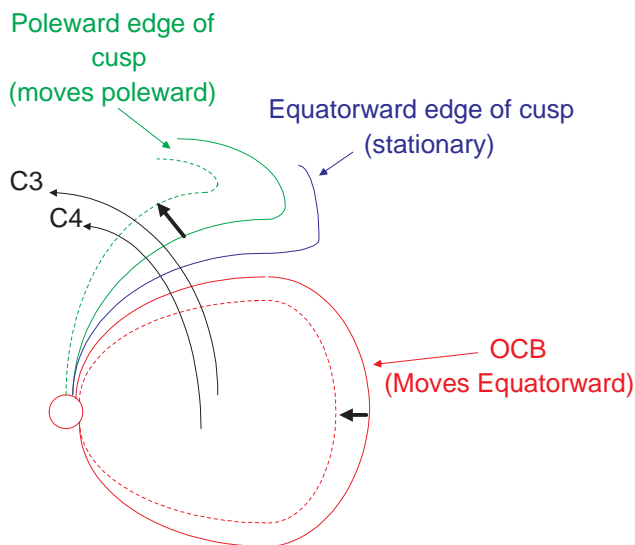 Poleward edge of
cusp
(moves poleward)
Equatorward edge of cusp
(stationary)
C3
C4
OCB
(Moves Equatorward)